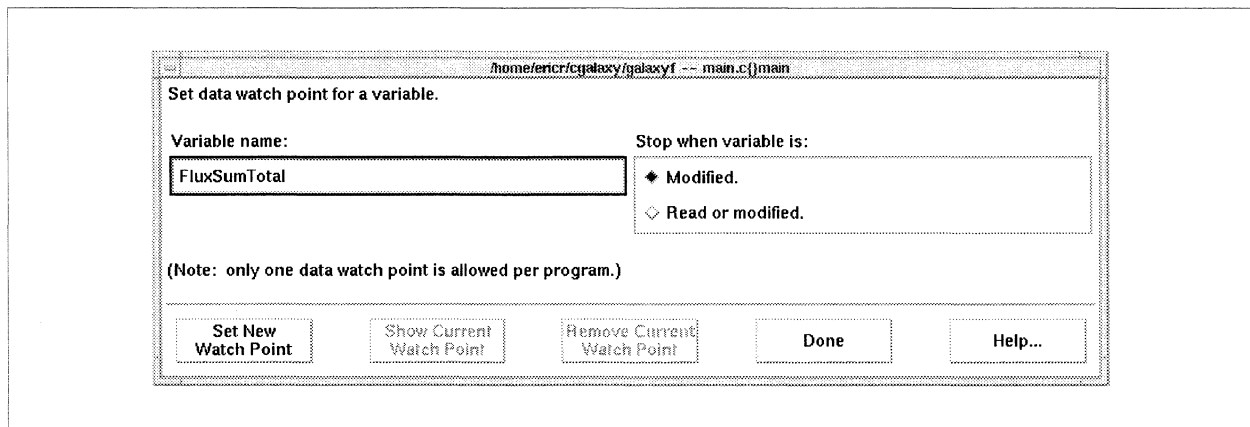 /home/ericr/cgalaxy/galaxyf -- main.c{}main
Set data watch point for a variable.
Variable name:
Stop when variable is:
FluxSumTotal
Modified.
Read or modified.
(Note: only one data watch point is allowed per program.)
Set New
Watch Point
Show Current
Watch Point
Remove Current
Watch Point
Done
Help...